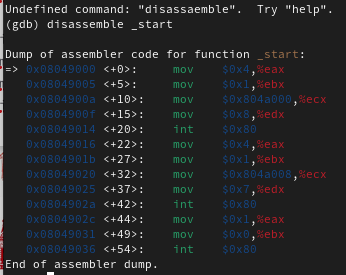 Undefined command: "disassaemble".  Try "help".
(gdb) disassemble _start
Dump of assembler code for function _start:
=> 0x08049000 <+0>:     mov    $0x4,%eax
   0x08049005 <+5>:     mov    $0x1,%ebx
   0x0804900a <+10>:    mov    $0x804a000,%ecx
   0x0804900f <+15>:    mov    $0x8,%edx
   0x08049014 <+20>:    int    $0x80
   0x08049016 <+22>:    mov    $0x4,%eax
   0x0804901b <+27>:    mov    $0x1,%ebx
   0x08049020 <+32>:    mov    $0x804a008,%ecx
   0x08049025 <+37>:    mov    $0x7,%edx
   0x0804902a <+42>:    int    $0x80
   0x0804902c <+44>:    mov    $0x1,%eax
   0x08049031 <+49>:    mov    $0x0,%ebx
   0x08049036 <+54>:    int    $0x80
End of assembler dump.